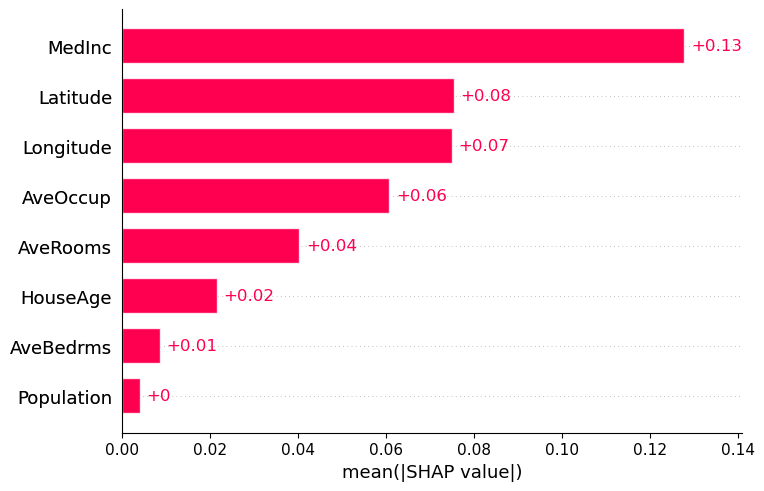 MedInc +0.13
Latitude +0.08
Longitude +0.07
AveOccup +0.06
AveRooms +0.04
HouseAge +0.02
AveBedrms +0.01
Population +0
0.00 0.02 0.04 0.06 0.08 0.10 0.12 0.14
mean(|SHAP value|)